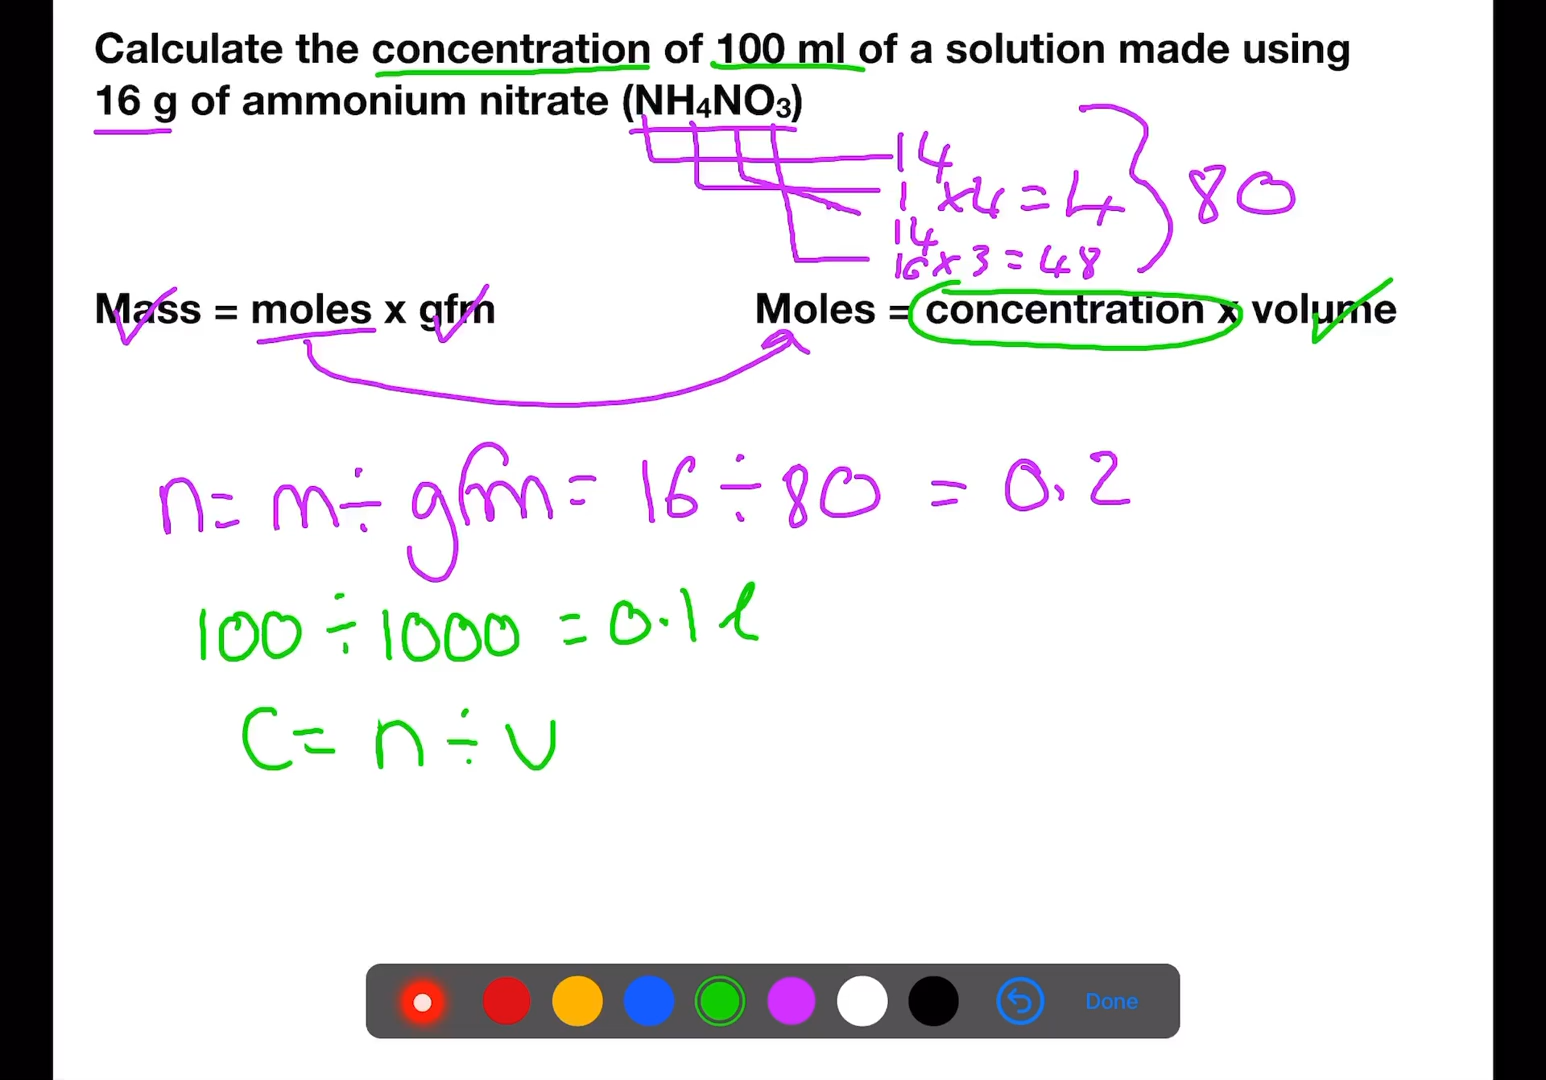 Calculate the concentration of 100 ml of a solution made using
16 g of ammonium nitrate (NH₄NO₃)
14
1 x4 = 4
14
16 x 3 = 48
80
Mass = moles x gfm
Moles = concentration x volume
n = m ÷ gfm = 16 ÷ 80 = 0.2
100 ÷ 1000 = 0.1 l
C = n ÷ v
Done